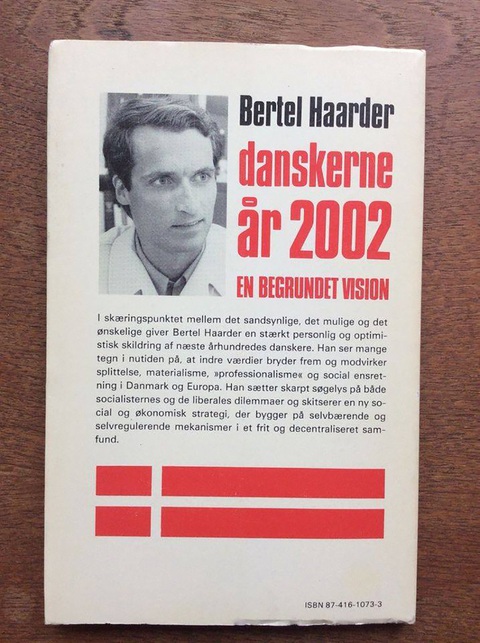 Bertel Haarder
danskerne
år 2002
EN BEGRUNDET VISION
I skæringspunktet mellem det sandsynlige, det mulige og det
ønskelige giver Bertel Haarder en stærkt personlig og optimi-
stisk skildring af næste århundredes danskere. Han ser mange
tegn i nutiden på, at indre værdier bryder frem og modvirker
splittelse, materialisme, »professionalisme« og social ensret-
ning i Danmark og Europa. Han sætter skarpt søgelys på både
socialisternes og de liberales dilemmaer og skitserer en ny so-
cial og økonomisk strategi, der bygger på selvbærende og
selvregulerende mekanismer i et frit og decentraliseret sam-
fund.
ISBN 87-416-1073-3